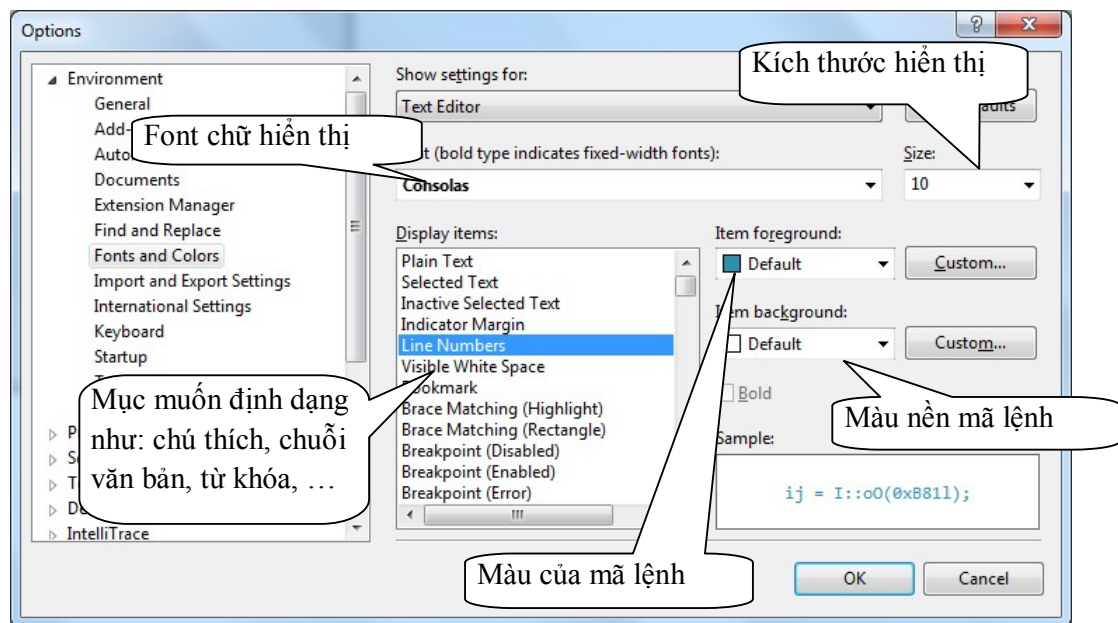 Options
Environment
General
Add-
Auto
Documents
Extension Manager
Find and Replace
Fonts and Colors
Import and Export Settings
International Settings
Keyboard
Startup
IntelliTrace
Show settings for:
Text Editor
Kích thước hiển thị
Font chữ hiển thị
(bold type indicates fixed-width fonts):
Size:
Consolas
10
Display items:
Plain Text
Selected Text
Inactive Selected Text
Indicator Margin
Line Numbers
Visible White Space
Bookmark
Brace Matching (Highlight)
Brace Matching (Rectangle)
Breakpoint (Disabled)
Breakpoint (Enabled)
Breakpoint (Error)
Item foreground:
Default
Custom...
Item background:
Default
Custom...
Bold
Mục muốn định dạng
như: chú thích, chuỗi
văn bản, từ khóa, …
Màu nền mã lệnh
Sample:
ij = I::oO(0xB81l);
Màu của mã lệnh
OK
Cancel